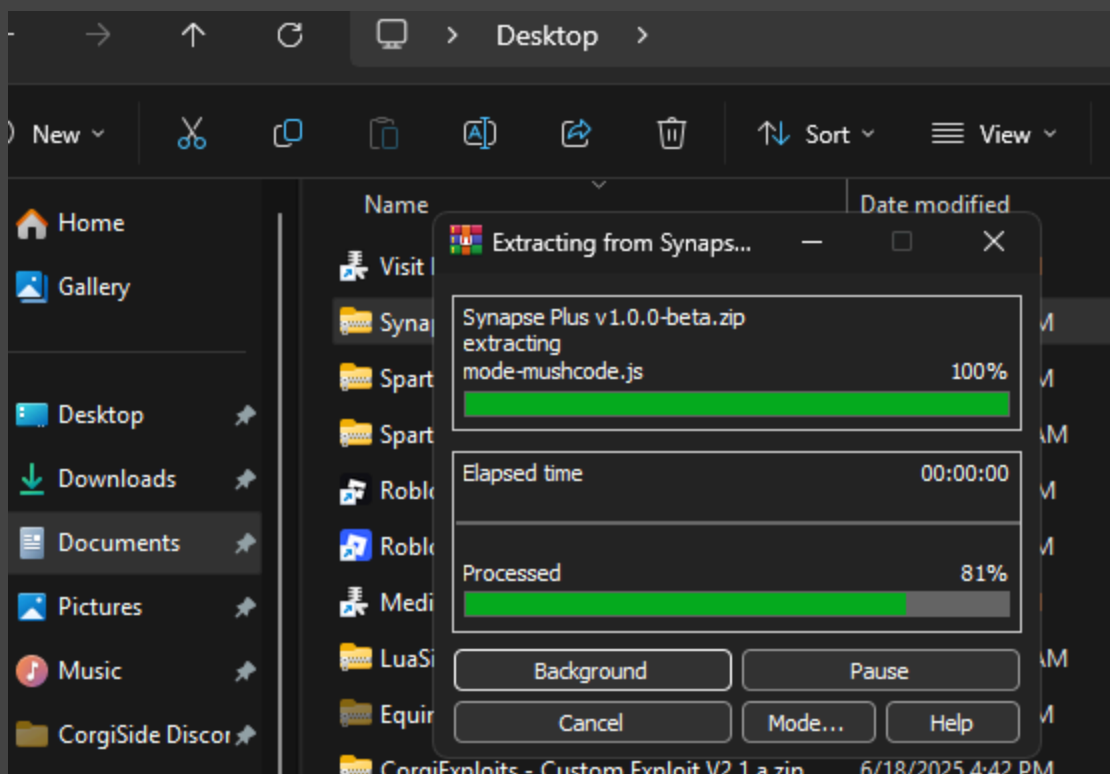 Desktop
New
Sort
View
Name
Date modified
Home
Gallery
Desktop
Downloads
Documents
Pictures
Music
CorgiSide Discor
Visit
Synap
Spart
Spart
Roblo
Roblo
Medi
LuaSi
Equir
CorgiExploits - Custom Exploit V2.1.a.zip
6/18/2025 4:42 PM
M
M
AM
M
M
AM
M
Extracting from Synaps...
Synapse Plus v1.0.0-beta.zip
extracting
mode-mushcode.js
100%
Elapsed time
00:00:00
Processed
81%
Background
Pause
Cancel
Mode...
Help